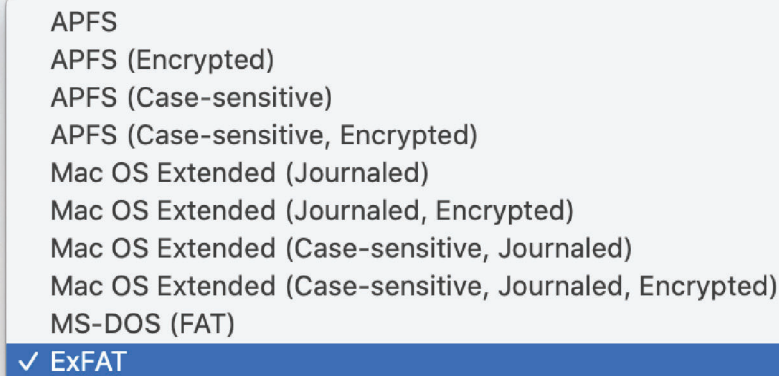 APFS
APFS (Encrypted)
APFS (Case-sensitive)
APFS (Case-sensitive, Encrypted)
Mac OS Extended (Journaled)
Mac OS Extended (Journaled, Encrypted)
Mac OS Extended (Case-sensitive, Journaled)
Mac OS Extended (Case-sensitive, Journaled, Encrypted)
MS-DOS (FAT)
✓ ExFAT